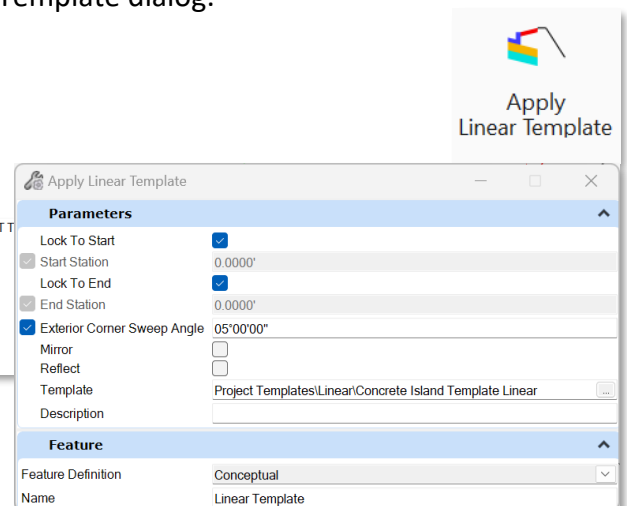 Template dialog.
Apply
Linear Template
Apply Linear Template
Parameters
Lock To Start
Start Station 0.0000'
Lock To End
End Station 0.0000'
Exterior Corner Sweep Angle 05°00'00"
Mirror
Reflect
Template Project Templates\Linear\Concrete Island Template Linear ...
Description
Feature
Feature Definition Conceptual
Name Linear Template